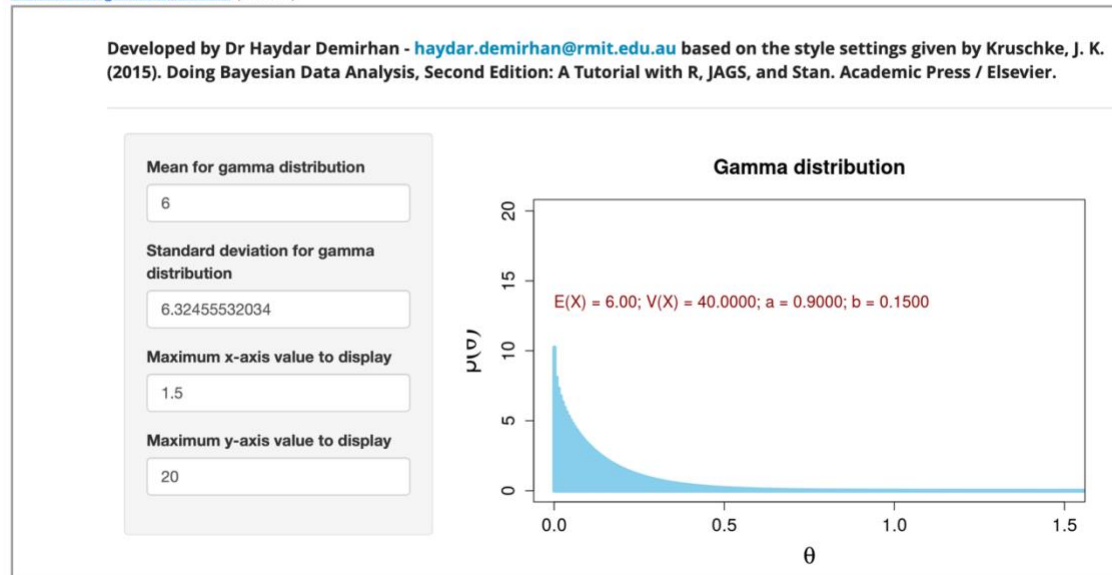 Developed by Dr Haydar Demirhan - haydar.demirhan@rmit.edu.au based on the style settings given by Kruschke, J. K.
(2015). Doing Bayesian Data Analysis, Second Edition: A Tutorial with R, JAGS, and Stan. Academic Press / Elsevier.
Mean for gamma distribution
6
Standard deviation for gamma
distribution
6.32455532034
Maximum x-axis value to display
1.5
Maximum y-axis value to display
20
Gamma distribution
E(X) = 6.00; V(X) = 40.0000; a = 0.9000; b = 0.1500
p(θ)
20
15
10
5
0
0.0 0.5 1.0 1.5
θ